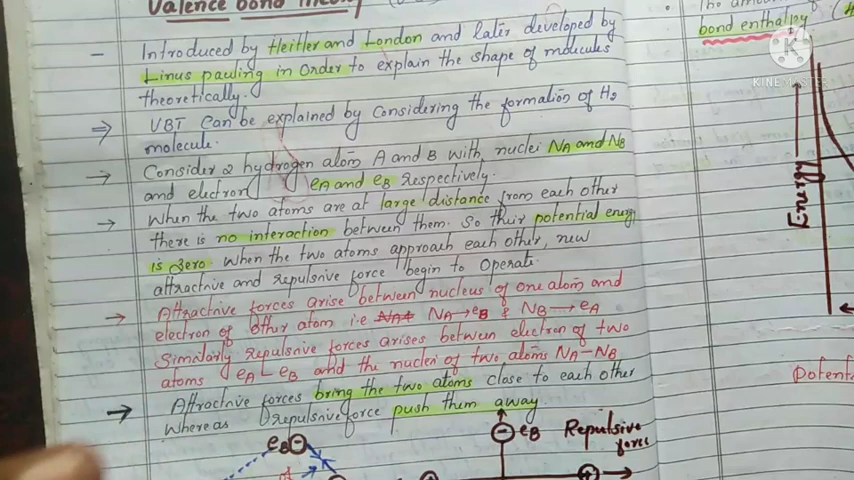 Valence bond Theory
- Introduced by Heitler and London and later developed by
Linus pauling in order to explain the shape of molecules
theoretically.
⇒ VBT can be explained by considering the formation of H2
molecule.
→ Consider 2 hydrogen atom A and B with nuclei NA and NB
and electron eA and eB respectively.
→ When the two atoms are at large distance from each other
there is no interaction between them. So their potential energy
is zero when the two atoms approach each other, new
attractive and repulsive force begin to operate.
→ Attractive forces arise between nucleus of one atom and
electron of other atom i.e NA→eB & NB→eA
Similarly repulsive forces arises between electron of two
atoms eA-eB and the nuclei of two atoms NA-NB
→ Attractive forces bring the two atoms close to each other
whereas repulsive force push them away.
eB
eB
Repulsive
force
bond enthalpy
KINEMASTER
Energy
Potent